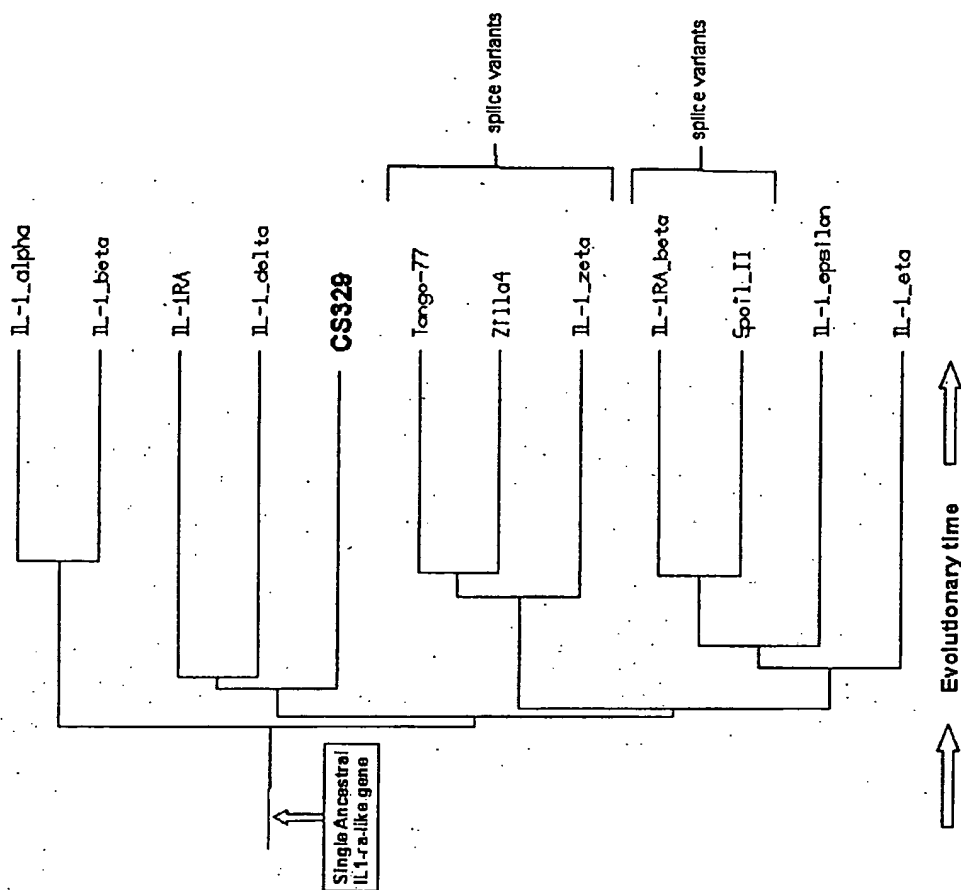 IL-1_alpha
IL-1_beta
IL-1RA
IL-1_delta
CS329
Tango-77
Zilla4
IL-1_zeta
splice variants
IL-1RA_beta
Spoil_II
splice variants
IL-1_epsilon
IL-1_eta
Single Ancestral
IL1-ra-like gene
Evolutionary time